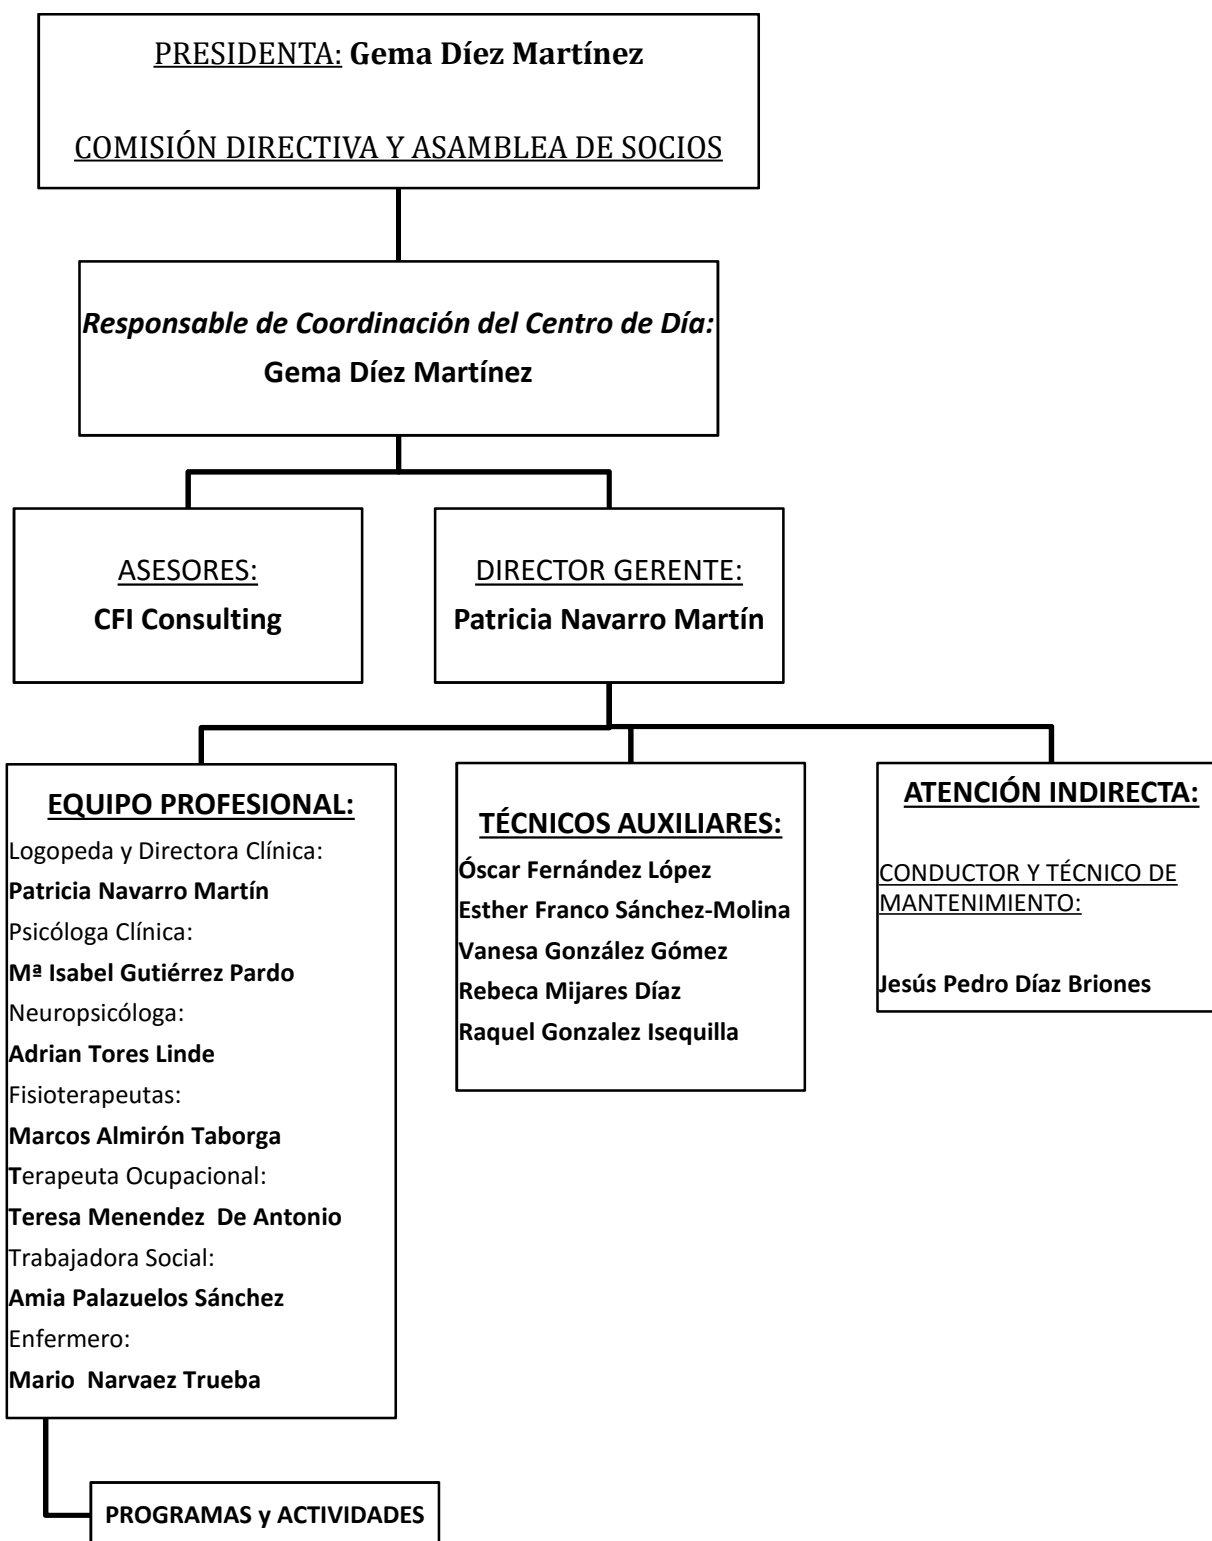 PRESIDENTA: Gema Díez Martínez
COMISIÓN DIRECTIVA Y ASAMBLEA DE SOCIOS
Responsable de Coordinación del Centro de Día:
Gema Díez Martínez
ASESORES:
CFI Consulting
DIRECTOR GERENTE:
Patricia Navarro Martín
EQUIPO PROFESIONAL:
Logopeda y Directora Clínica:
Patricia Navarro Martín
Psicóloga Clínica:
Mª Isabel Gutiérrez Pardo
Neuropsicóloga:
Adrian Tores Linde
Fisioterapeutas:
Marcos Almirón Taborga
Terapeuta Ocupacional:
Teresa Menendez  De Antonio
Trabajadora Social:
Amia Palazuelos Sánchez
Enfermero:
Mario  Narvaez Trueba
TÉCNICOS AUXILIARES:
Óscar Fernández López
Esther Franco Sánchez-Molina
Vanesa González Gómez
Rebeca Mijares Díaz
Raquel Gonzalez Isequilla
ATENCIÓN INDIRECTA:
CONDUCTOR Y TÉCNICO DE
MANTENIMIENTO:
Jesús Pedro Díaz Briones
PROGRAMAS y ACTIVIDADES